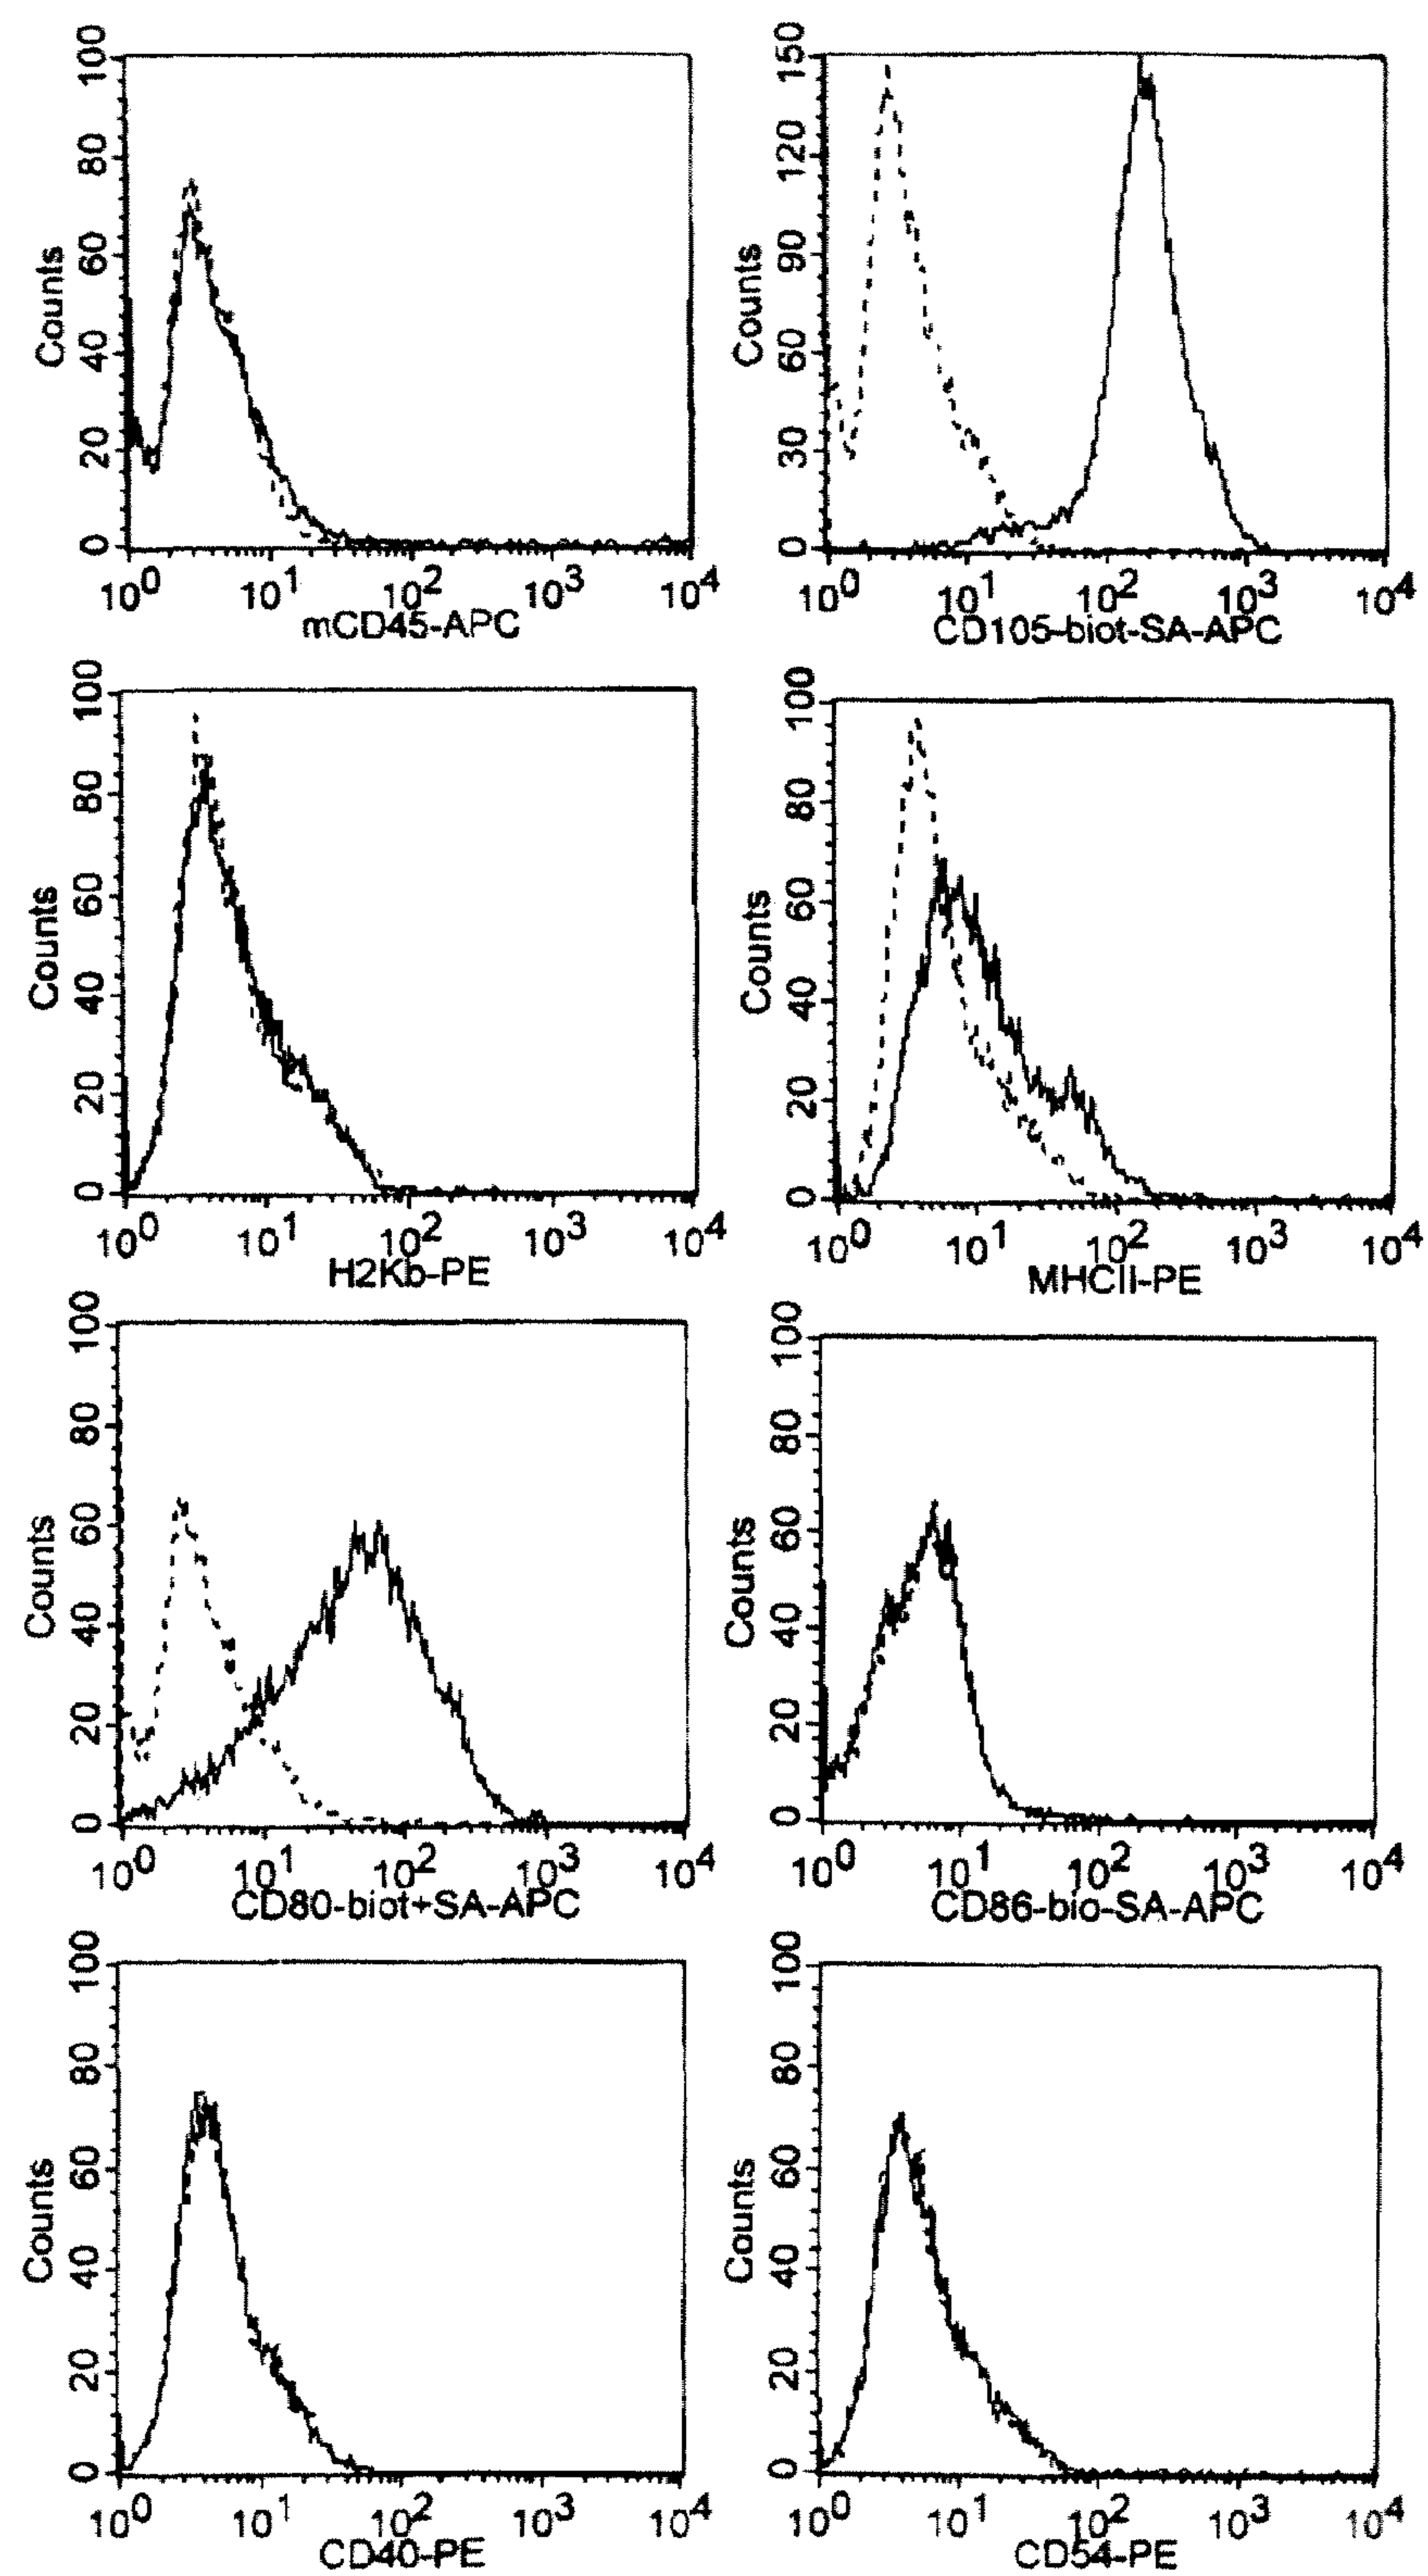 100
80
60
40
20
0
Counts
10^0 10^1 10^2 10^3 10^4
mCD45-APC
150
120
90
60
30
0
Counts
10^0 10^1 10^2 10^3 10^4
CD105-biot-SA-APC
100
80
60
40
20
0
Counts
10^0 10^1 10^2 10^3 10^4
H2Kb-PE
100
80
60
40
20
0
Counts
10^0 10^1 10^2 10^3 10^4
MHCII-PE
100
80
60
40
20
0
Counts
10^0 10^1 10^2 10^3 10^4
CD80-biot+SA-APC
100
80
60
40
20
0
Counts
10^0 10^1 10^2 10^3 10^4
CD86-bio-SA-APC
100
80
60
40
20
0
Counts
10^0 10^1 10^2 10^3 10^4
CD40-PE
100
80
60
40
20
0
Counts
10^0 10^1 10^2 10^3 10^4
CD54-PE